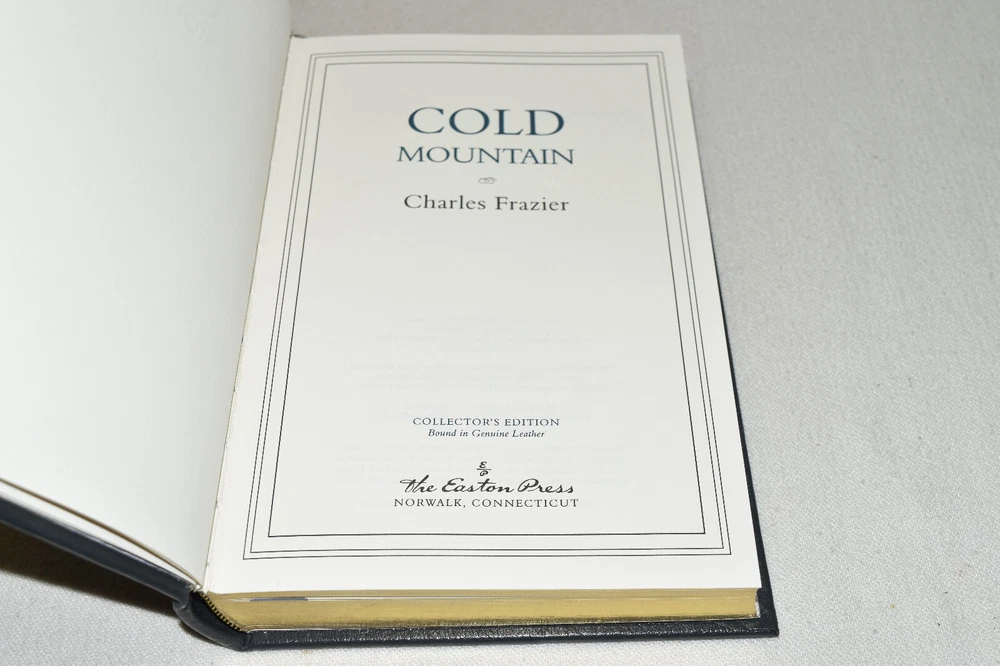 COLD
MOUNTAIN
Charles Frazier
COLLECTOR'S EDITION
Bound in Genuine Leather
The Easton Press
NORWALK, CONNECTICUT